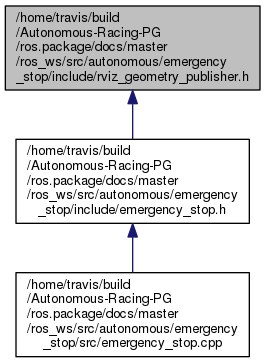 /home/travis/build
/Autonomous-Racing-PG
/ros.package/docs/master
/ros_ws/src/autonomous/emergency
_stop/include/rviz_geometry_publisher.h
/home/travis/build
/Autonomous-Racing-PG
/ros.package/docs/master
/ros_ws/src/autonomous/emergency
_stop/include/emergency_stop.h
/home/travis/build
/Autonomous-Racing-PG
/ros.package/docs/master
/ros_ws/src/autonomous/emergency
_stop/src/emergency_stop.cpp